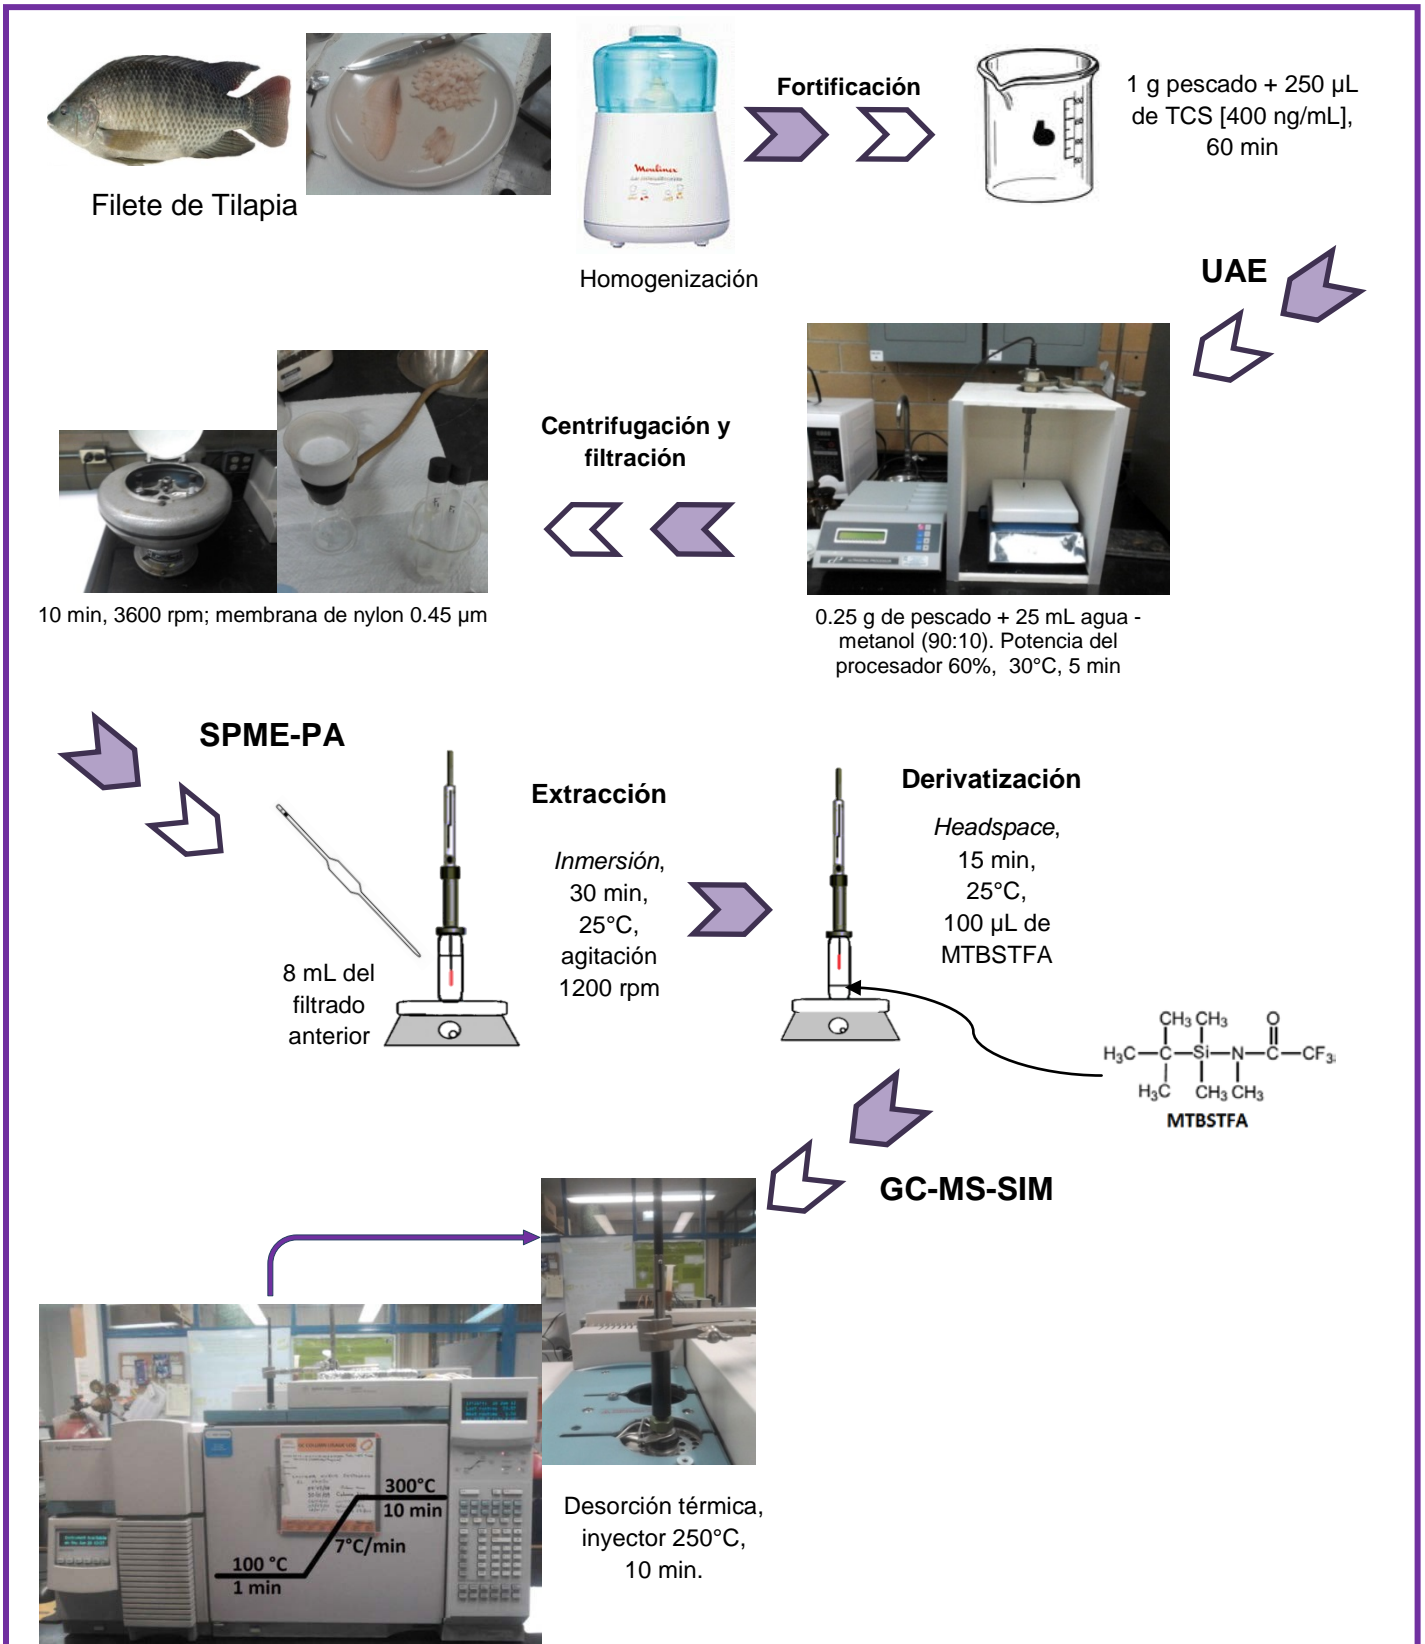 Fortificación
1 g pescado + 250 µL
de TCS [400 ng/mL],
60 min
Moulinex
Filete de Tilapia
Homogenización
UAE
Centrifugación y
filtración
10 min, 3600 rpm; membrana de nylon 0.45 µm
0.25 g de pescado + 25 mL agua -
metanol (90:10). Potencia del
procesador 60%, 30°C, 5 min
SPME-PA
Extracción
Inmersión,
30 min,
25°C,
agitación
1200 rpm
8 mL del
filtrado
anterior
Derivatización
Headspace,
15 min,
25°C,
100 µL de
MTBSTFA
CH₃ CH₃ O
H₃C C Si N C CF₃
H₃C CH₃ CH₃
MTBSTFA
GC-MS-SIM
300°C
10 min
7°C/min
100 °C
1 min
Desorción térmica,
inyector 250°C,
10 min.